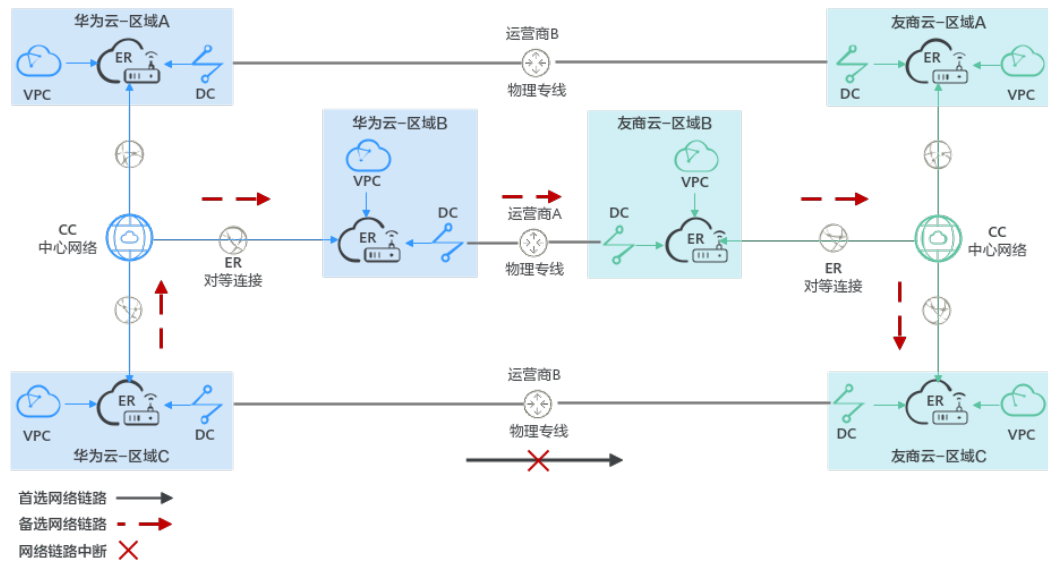 华为云-区域A
运营商B
友商云-区域A
ER
ER
VPC
DC
物理专线
DC
VPC
华为云-区域B
友商云-区域B
VPC
VPC
CC
中心网络
DC
运营商A
DC
CC
中心网络
ER
ER
ER
对等连接
物理专线
ER
对等连接
运营商B
ER
ER
VPC
DC
物理专线
DC
VPC
华为云-区域C
友商云-区域C
首选网络链路
备选网络链路
网络链路中断